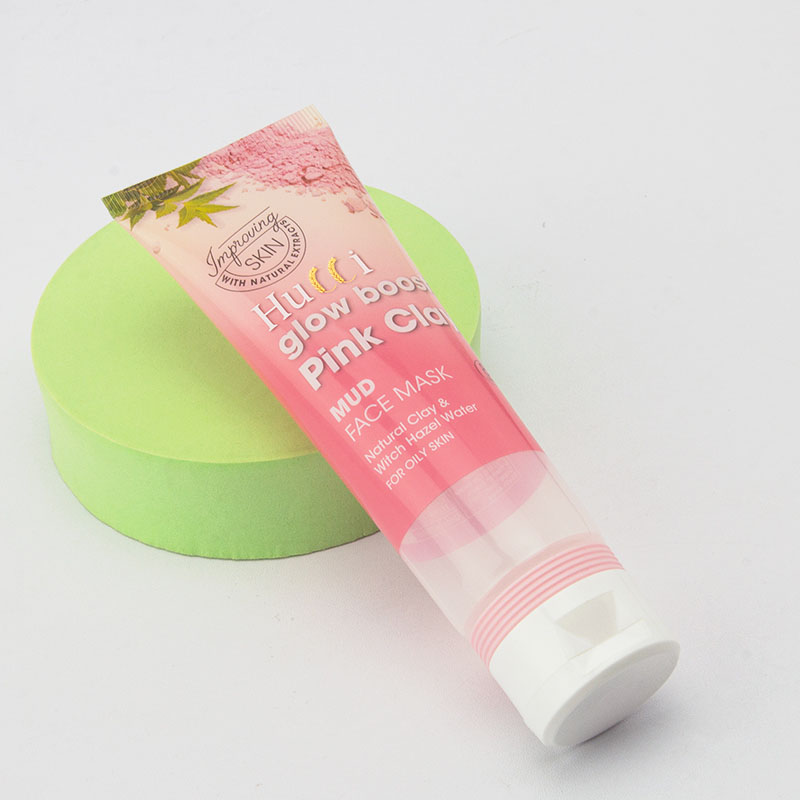 Improving
SKIN
WITH NATURAL EXTRACTS
Hucci
glow boos
Pink Cla
MUD
FACE MASK
Natural Clay &
Witch Hazel Water
FOR OILY SKIN